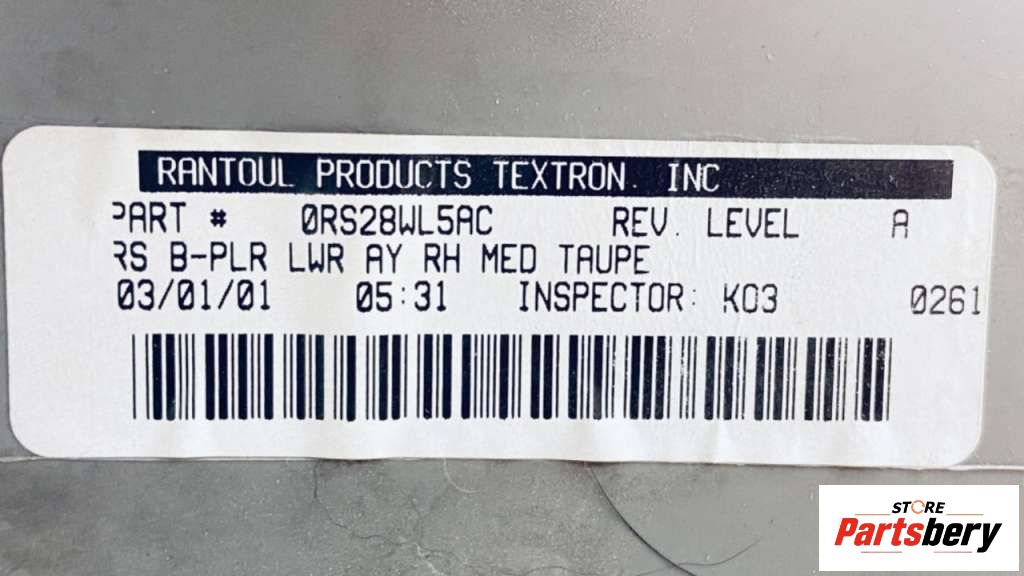 RANTOUL PRODUCTS TEXTRON. INC
PART # 0RS28WL5AC REV. LEVEL A
RS B-PLR LWR AY RH MED TAUPE
03/01/01 05:31 INSPECTOR: K03 0261
STORE
Partsbery